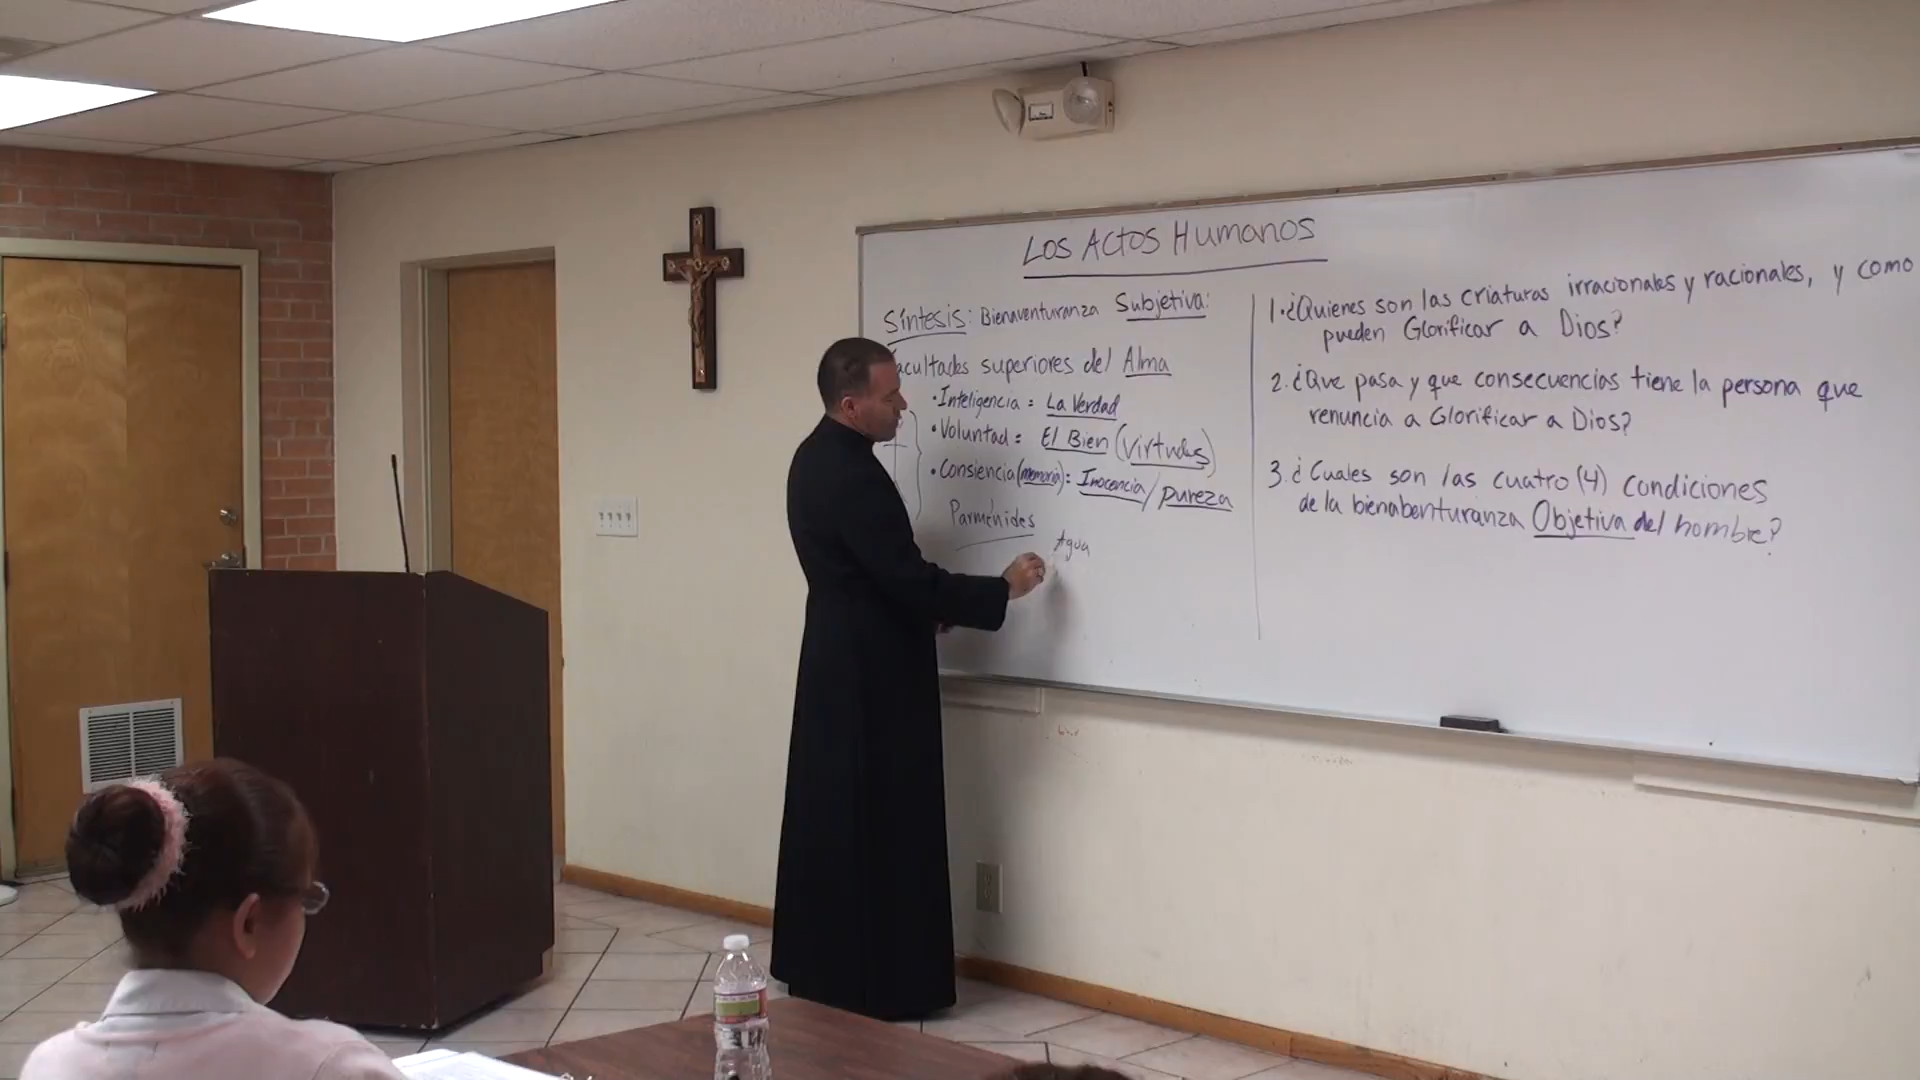 Los Actos Humanos
Síntesis: Bienaventuranza Subjetiva:
acultades superiores del Alma
• Inteligencia = La Verdad
• Voluntad = El Bien (Virtudes)
• Consiencia (memoria): Inocencia / pureza
Parménides
Agua
1. ¿Quienes son las criaturas irracionales y racionales, y como
pueden Glorificar a Dios?
2. ¿Que pasa y que consecuencias tiene la persona que
renuncia a Glorificar a Dios?
3. ¿Cuales son las cuatro (4) condiciones
de la bienabenturanza Objetiva del hombre?